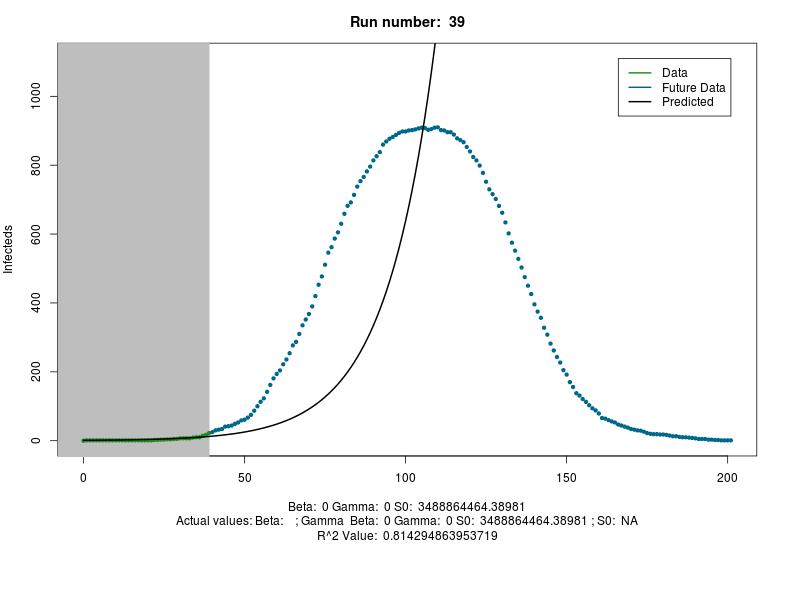 Run number: 39
Data
Future Data
Predicted
Infecteds
0
200
400
600
800
1000
0 50 100 150 200
Beta: 0 Gamma: 0 S0: 3488864464.38981
Actual values: Beta: ; Gamma Beta: 0 Gamma: 0 S0: 3488864464.38981 ; S0: NA
R^2 Value: 0.814294863953719